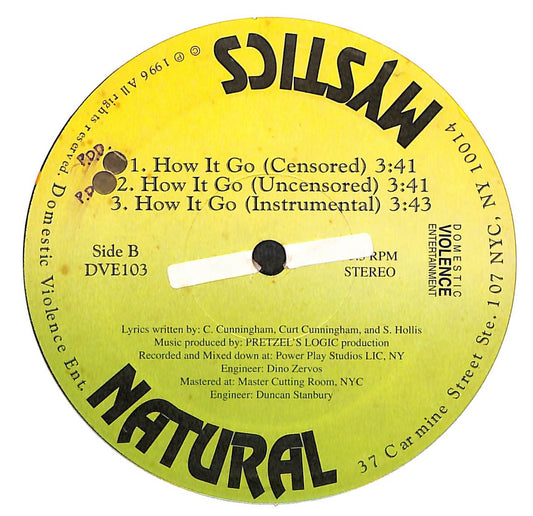 MYSTICS
1. How It Go (Censored) 3:41
2. How It Go (Uncensored) 3:41
3. How It Go (Instrumental) 3:43
P.D.D.
P.D
Side B
DVE103
RPM
STEREO
DOMESTIC
VIOLENCE
ENTERTAINMENT
Lyrics written by: C. Cunningham, Curt Cunningham, and S. Hollis
Music produced by: PRETZEL'S LOGIC production
Recorded and Mixed down at: Power Play Studios LIC, NY
Engineer: Dino Zervos
Mastered at: Master Cutting Room, NYC
Engineer: Duncan Stanbury
NATURAL
37 Carmine Street Ste. 107 NYC, NY 10014
℗ © 1996 All rights reserved. Domestic Violence Ent.